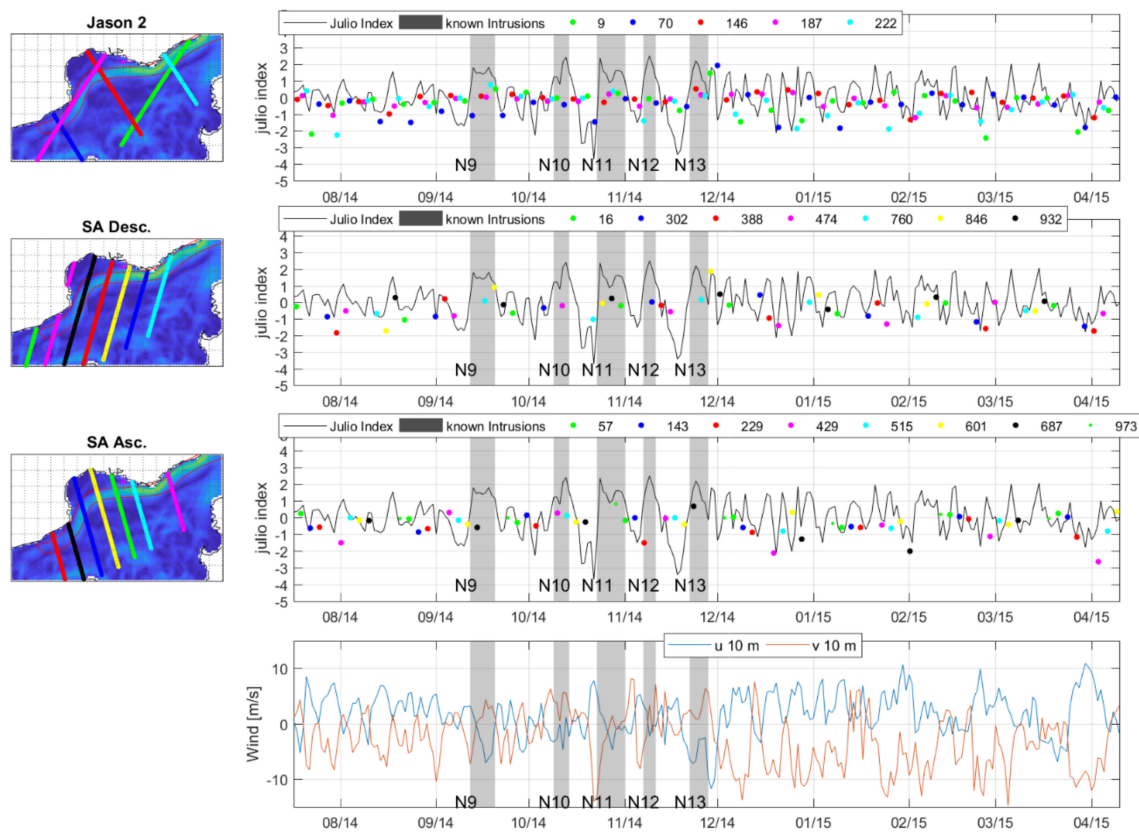 Jason 2
Julio Index known Intrusions 9 70 146 187 222
julio index
4
3
2
1
0
-1
-2
-3
-4
-5
N9 N10 N11 N12 N13
08/14 09/14 10/14 11/14 12/14 01/15 02/15 03/15 04/15
SA Desc.
Julio Index known Intrusions 16 302 388 474 760 846 932
julio index
4
3
2
1
0
-1
-2
-3
-4
-5
N9 N10 N11 N12 N13
08/14 09/14 10/14 11/14 12/14 01/15 02/15 03/15 04/15
SA Asc.
Julio Index known Intrusions 57 143 229 429 515 601 687 973
julio index
4
3
2
1
0
-1
-2
-3
-4
-5
N9 N10 N11 N12 N13
08/14 09/14 10/14 11/14 12/14 01/15 02/15 03/15 04/15
u 10 m v 10 m
Wind [m/s]
10
0
-10
N9 N10 N11 N12 N13
08/14 09/14 10/14 11/14 12/14 01/15 02/15 03/15 04/15